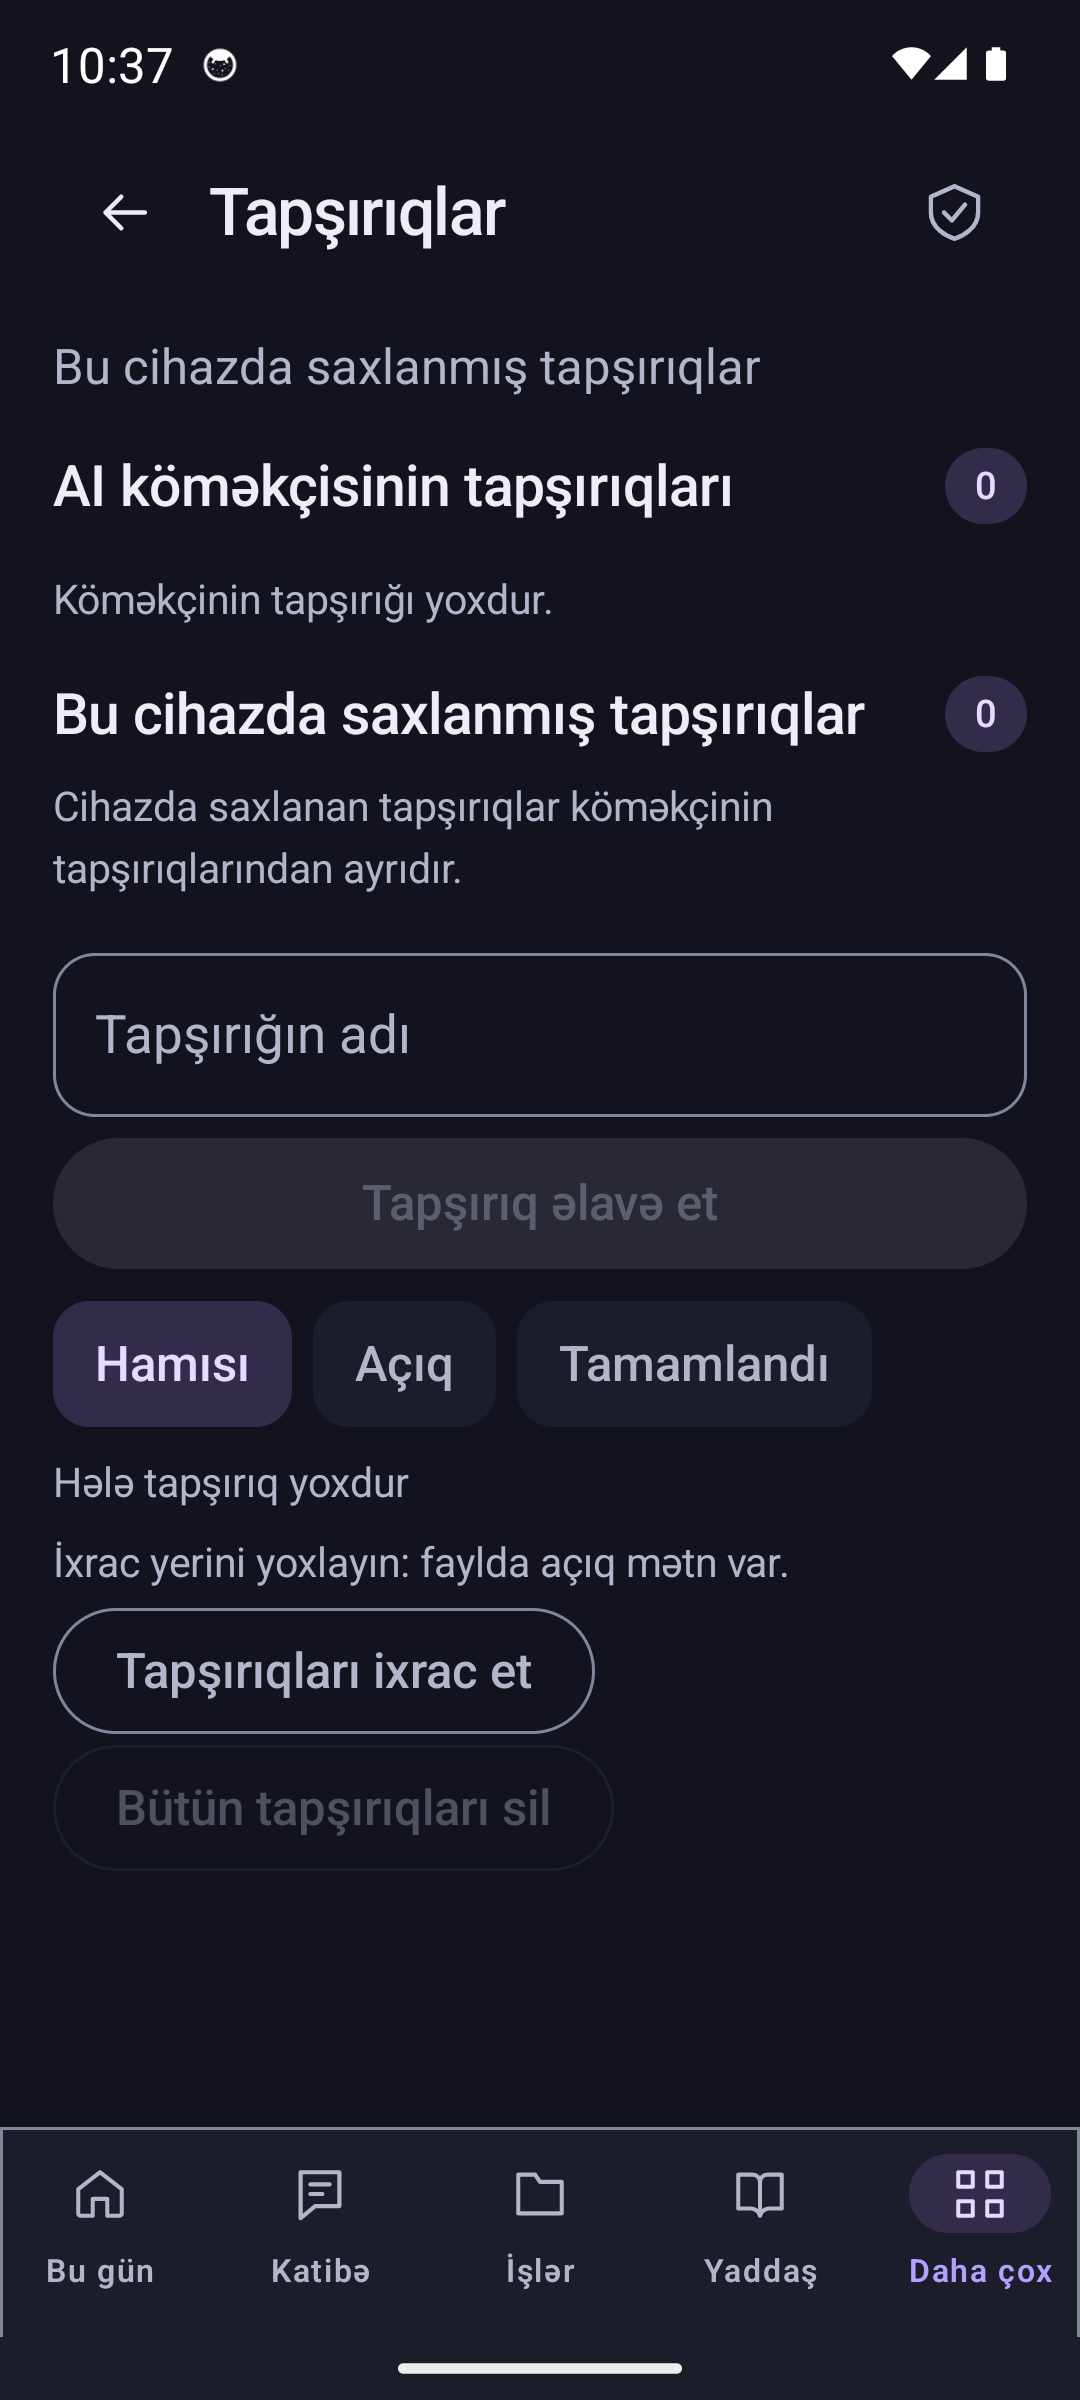 10:37
Tapşırıqlar
Bu cihazda saxlanmış tapşırıqlar
AI köməkçisinin tapşırıqları
0
Köməkçinin tapşırığı yoxdur.
Bu cihazda saxlanmış tapşırıqlar
0
Cihazda saxlanan tapşırıqlar köməkçinin
tapşırıqlarından ayrıdır.
Tapşırığın adı
Tapşırıq əlavə et
Hamısı
Açıq
Tamamlandı
Hələ tapşırıq yoxdur
İxrac yerini yoxlayın: faylda açıq mətn var.
Tapşırıqları ixrac et
Bütün tapşırıqları sil
Bu gün
Katibə
İşlər
Yaddaş
Daha çox